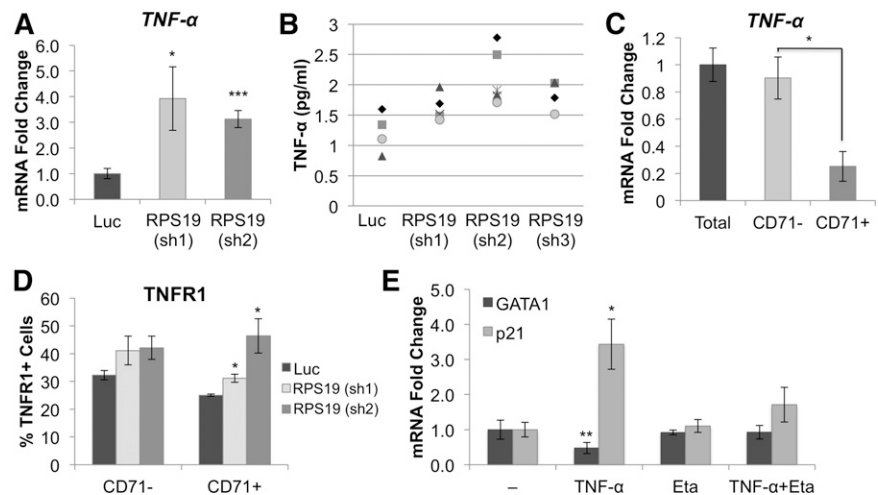 A
TNF-α
mRNA Fold Change
6.0
5.0
4.0
3.0
2.0
1.0
0.0
*
***
Luc
RPS19 (sh1)
RPS19 (sh2)
B
TNF-α (pg/ml)
3
2.5
2
1.5
1
0.5
0
Luc
RPS19 (sh1)
RPS19 (sh2)
RPS19 (sh3)
C
TNF-α
mRNA Fold Change
1.2
1
0.8
0.6
0.4
0.2
0
*
Total
CD71-
CD71+
D
TNFR1
% TNFR1+ Cells
60
50
40
30
20
10
0
*
*
Luc
RPS19 (sh1)
RPS19 (sh2)
CD71-
CD71+
E
mRNA Fold Change
5.0
4.0
3.0
2.0
1.0
0.0
GATA1
p21
**
*
–
TNF-α
Eta
TNF-α+Eta